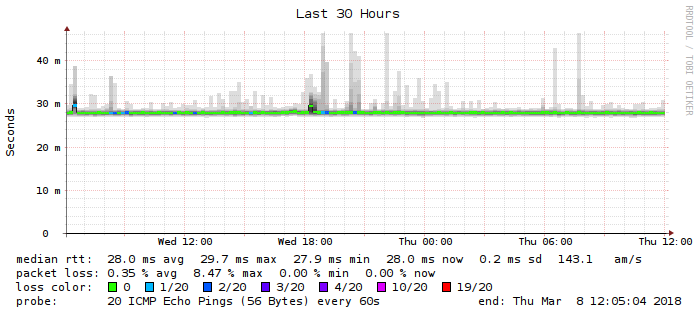 Last 30 Hours
RRDTOOL / TOBI OETIKER
Seconds
40 m
30 m
20 m
10 m
0
Wed 12:00 Wed 18:00 Thu 00:00 Thu 06:00 Thu 12:00
median rtt: 28.0 ms avg 29.7 ms max 27.9 ms min 28.0 ms now 0.2 ms sd 143.1 am/s
packet loss: 0.35 % avg 8.47 % max 0.00 % min 0.00 % now
loss color: 0 1/20 2/20 3/20 4/20 10/20 19/20
probe: 20 ICMP Echo Pings (56 Bytes) every 60s end: Thu Mar 8 12:05:04 2018